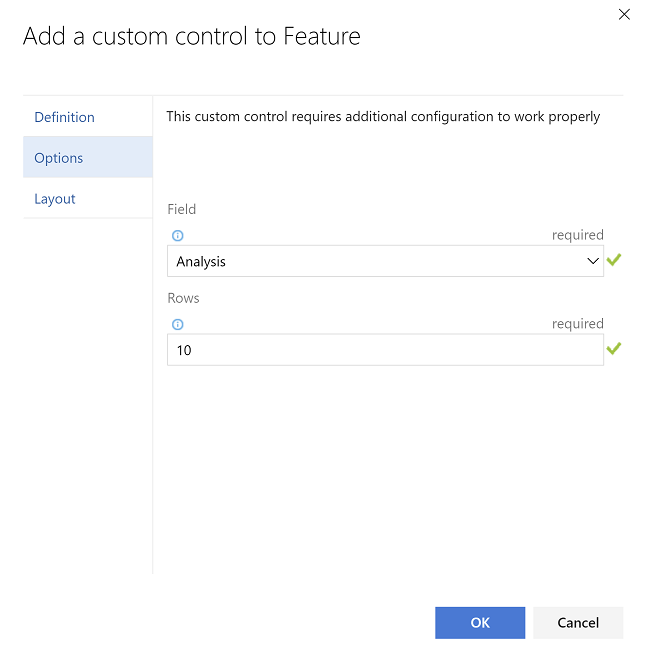 Add a custom control to Feature
Definition
Options
Layout
This custom control requires additional configuration to work properly
Field
required
Analysis
Rows
required
10
OK
Cancel